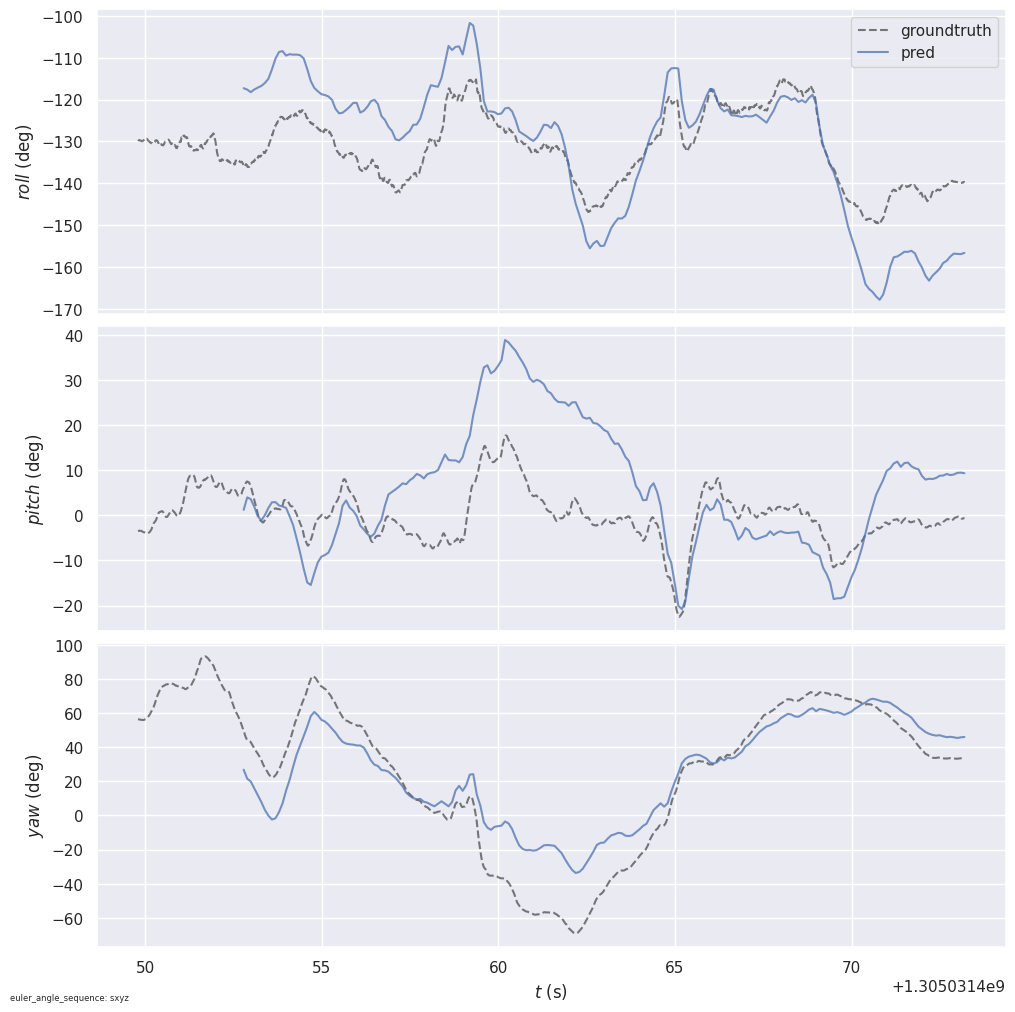 groundtruth
pred
roll (deg)
−100
−110
−120
−130
−140
−150
−160
−170
pitch (deg)
40
30
20
10
0
−10
−20
yaw (deg)
100
80
60
40
20
0
−20
−40
−60
50 55 60 65 70
t (s)
+1.3050314e9
euler_angle_sequence: sxyz